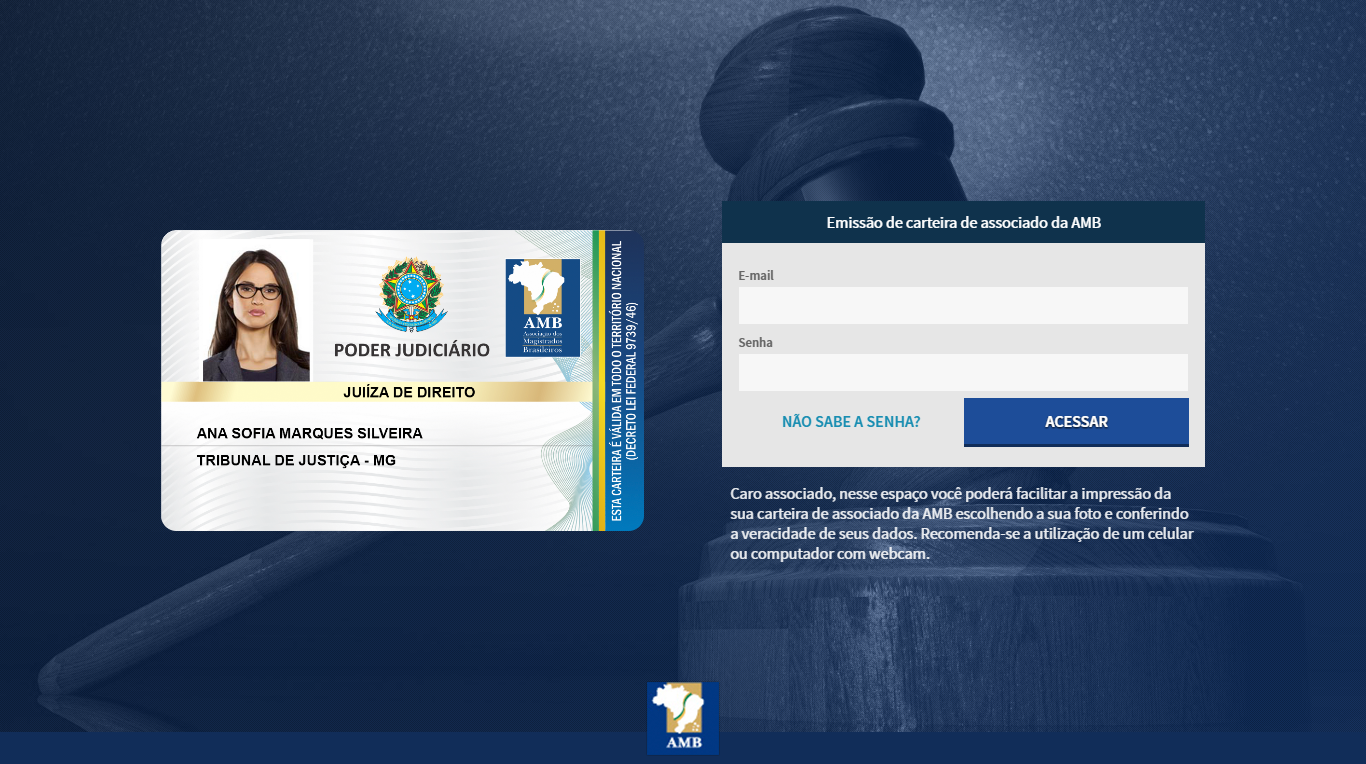 PODER JUDICIÁRIO
AMB
Associação dos
Magistrados
Brasileiros
JUIÍZA DE DIREITO
ANA SOFIA MARQUES SILVEIRA
TRIBUNAL DE JUSTIÇA - MG
ESTA CARTEIRA É VÁLIDA EM TODO O TERRITÓRIO NACIONAL
(DECRETO LEI FEDERAL 9739/46)
Emissão de carteira de associado da AMB
E-mail
Senha
NÃO SABE A SENHA?
ACESSAR
Caro associado, nesse espaço você poderá facilitar a impressão da
sua carteira de associado da AMB escolhendo a sua foto e conferindo
a veracidade de seus dados. Recomenda-se a utilização de um celular
ou computador com webcam.
AMB